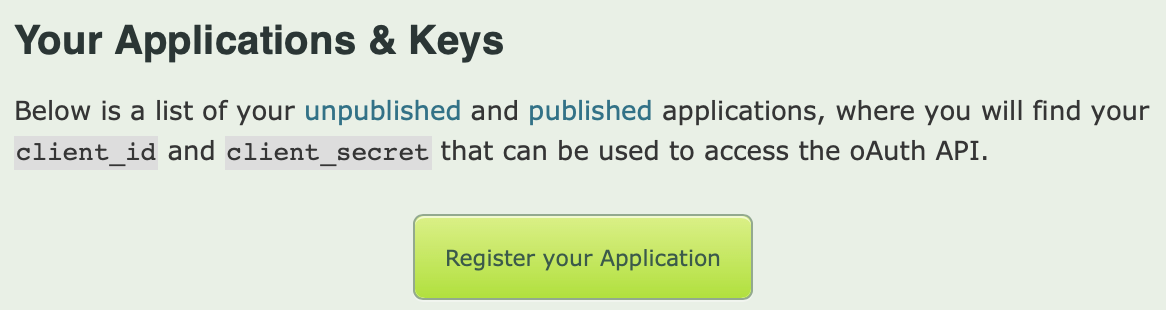 Your Applications & Keys
Below is a list of your unpublished and published applications, where you will find your
client_id and client_secret that can be used to access the oAuth API.
Register your Application